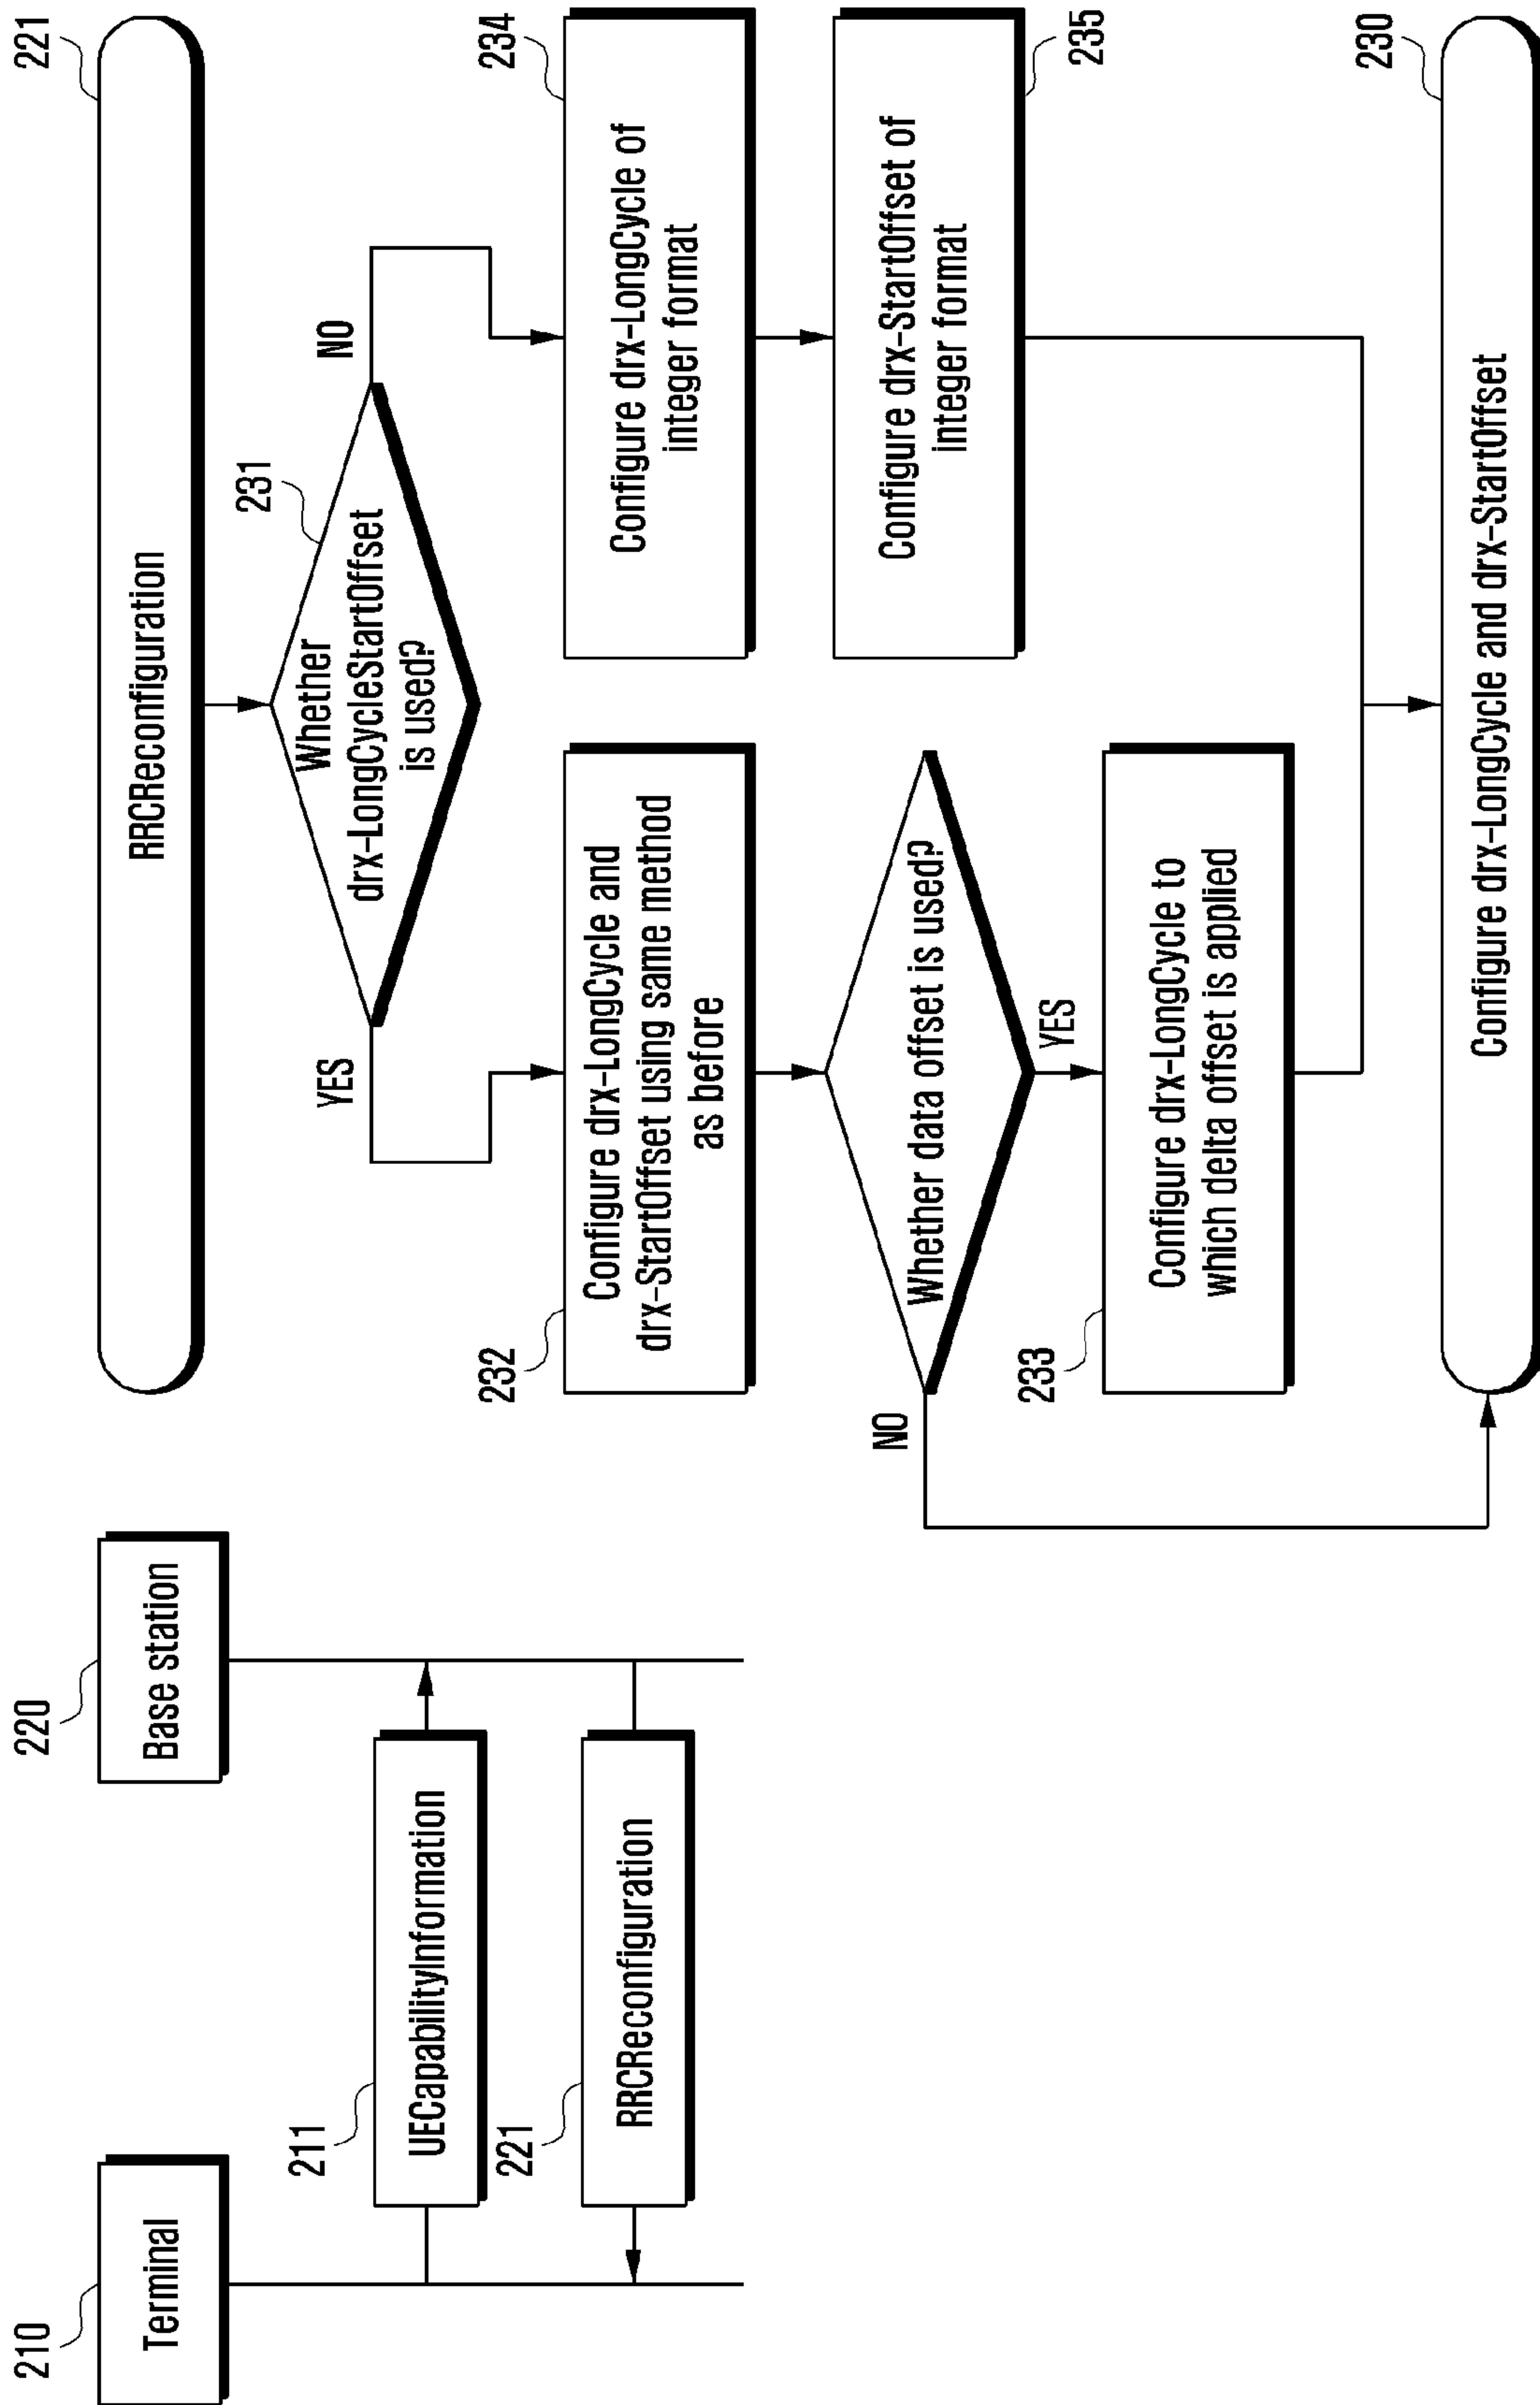 210
Terminal
220
Base station
211
UECapabilityInformation
221
RRCReconfiguration
221
RRCReconfiguration
231
Whether
drx-LongCycleStartOffset
is used?
YES
NO
232
Configure drx-LongCycle and
drx-StartOffset using same method
as before
234
Configure drx-LongCycle of
integer format
Whether data offset is used?
NO
YES
235
Configure drx-StartOffset of
integer format
233
Configure drx-LongCycle to
which delta offset is applied
230
Configure drx-LongCycle and drx-StartOffset